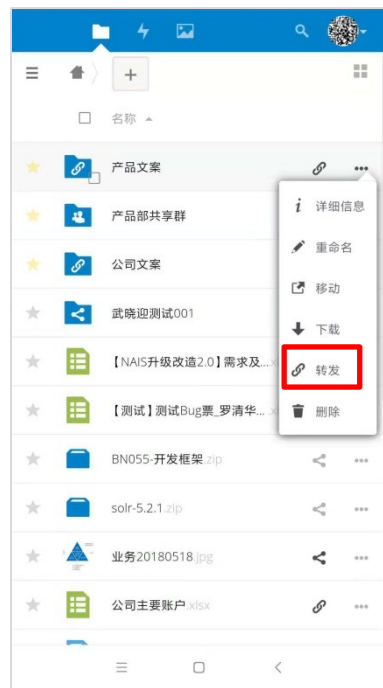 名称
产品文案
详细信息
产品部共享群
重命名
公司文案
移动
武晓迎测试001
下载
【NAIS升级改造2.0】需求及...
转发
【测试】测试Bug票_罗清华...
删除
BN055-开发框架.zip
solr-5.2.1.zip
业务20180518.jpg
公司主要账户.xlsx